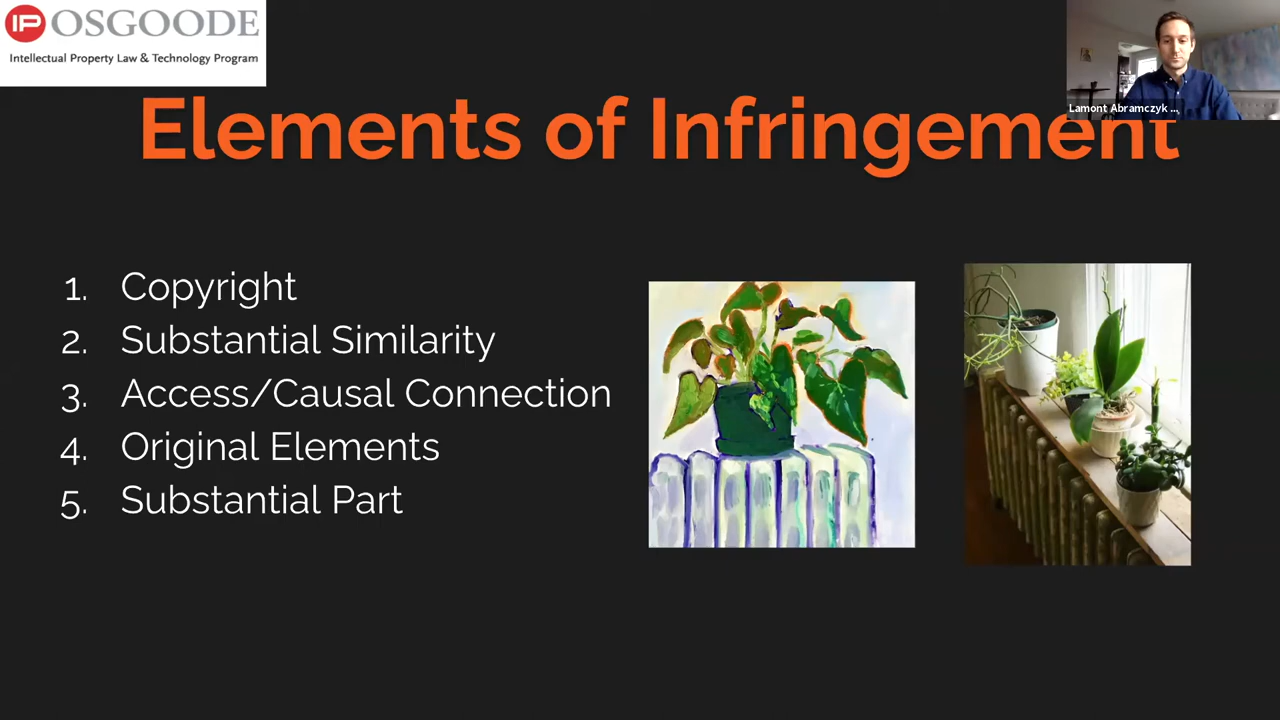 IP OSGOODE
Intellectual Property Law & Technology Program
Lamont Abramczyk ...
Elements of Infringement
1. Copyright
2. Substantial Similarity
3. Access/Causal Connection
4. Original Elements
5. Substantial Part